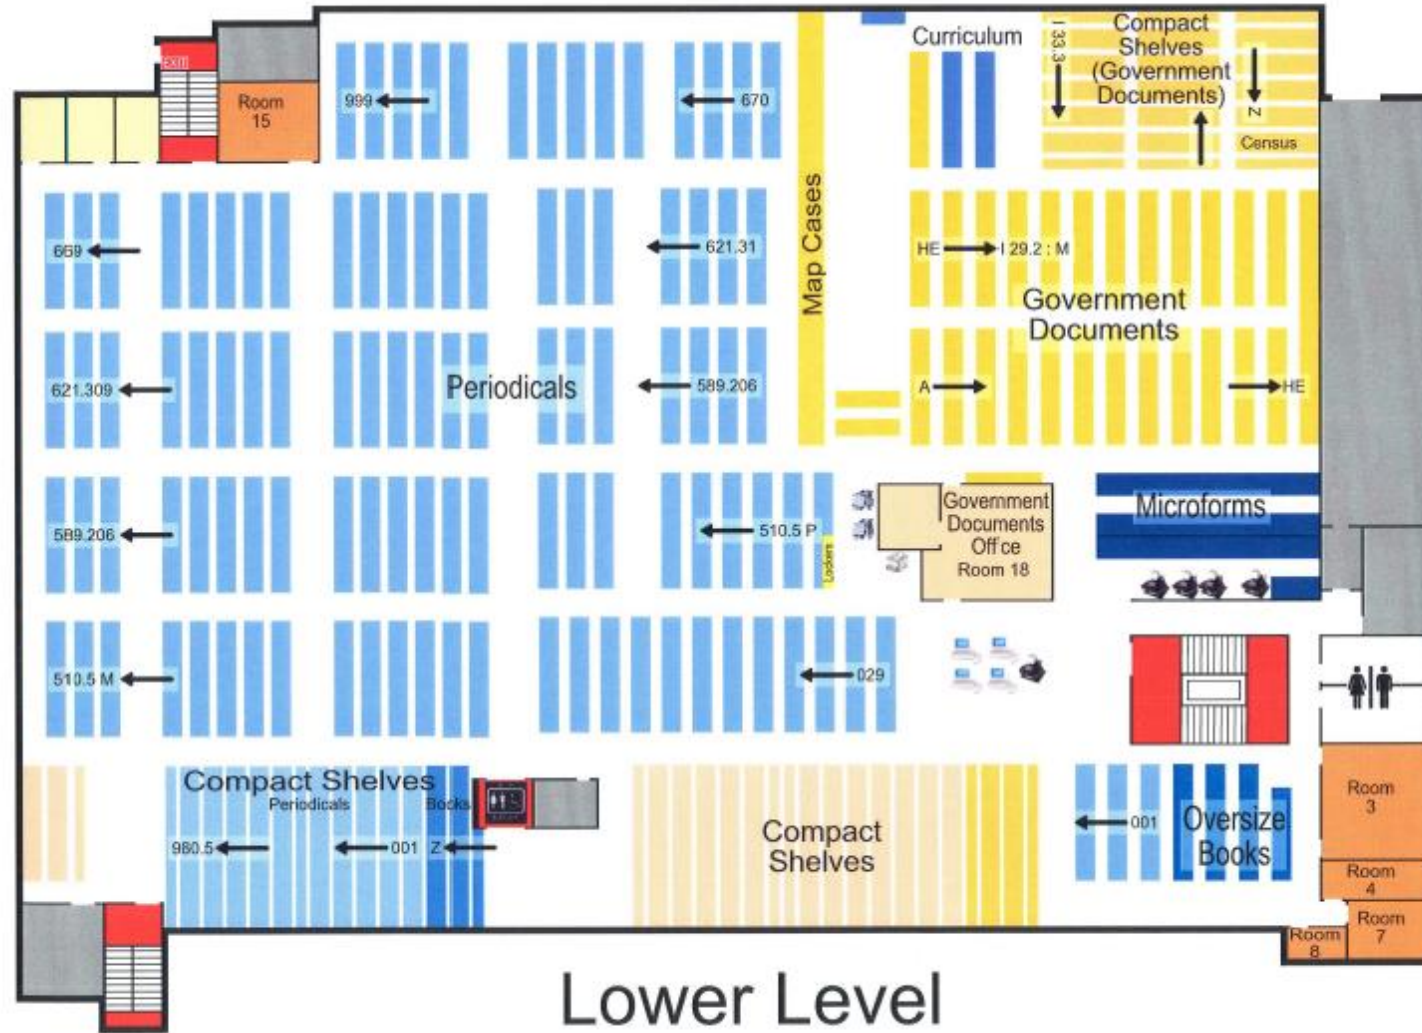 Curriculum
I 33.3
Compact
Shelves
(Government
Documents)
Z
Census
EXIT
Room
15
999
670
Map Cases
669
621.31
HE
I 29.2 : M
Government
Documents
621.309
Periodicals
589.206
A
HE
589.206
510.5 P
Lockers
Government
Documents
Office
Room 18
Microforms
510.5 M
029
Compact Shelves
Periodicals
Books
980.5
001
Z
Compact
Shelves
001
Oversize
Books
Room
3
Room
4
Room
7
Room
8
Lower Level